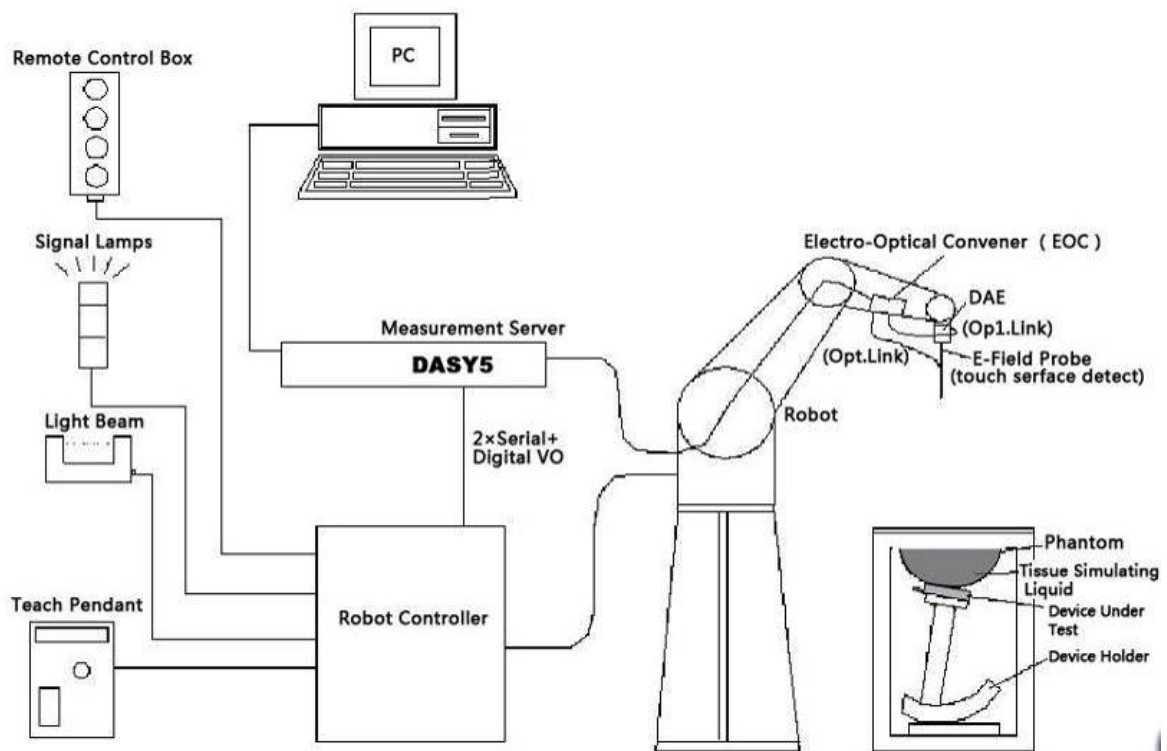 Remote Control Box
PC
Signal Lamps
Electro-Optical Convener ( EOC )
DAE
(Op1.Link)
Measurement Server
DASY5
(Opt.Link)
E-Field Probe
(touch serface detect)
Light Beam
Robot
2×Serial+
Digital VO
Phantom
Tissue Simulating
Liquid
Teach Pendant
Robot Controller
Device Under
Test
Device Holder